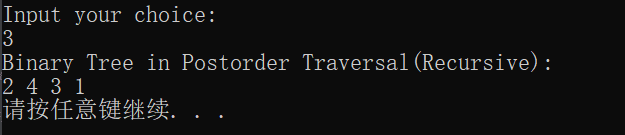 Input your choice:
3
Binary Tree in Postorder Traversal(Recursive):
2 4 3 1
请按任意键继续. . .